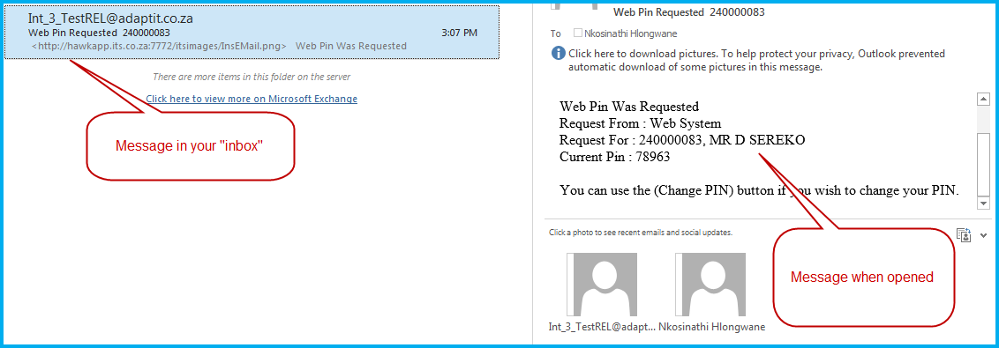 Int_3_TestREL@adaptit.co.za
Web Pin Requested 240000083 3:07 PM
<http://hawkapp.its.co.za:7772/itsimages/InsEMail.png> Web Pin Was Requested
There are more items in this folder on the server
Click here to view more on Microsoft Exchange
Message in your "inbox"
Web Pin Requested 240000083
To Nkosinathi Hlongwane
Click here to download pictures. To help protect your privacy, Outlook prevented
automatic download of some pictures in this message.
Web Pin Was Requested
Request From : Web System
Request For : 240000083, MR D SEREKO
Current Pin : 78963
You can use the (Change PIN) button if you wish to change your PIN.
Click a photo to see recent emails and social updates.
Message when opened
Int_3_TestREL@adapt... Nkosinathi Hlongwane